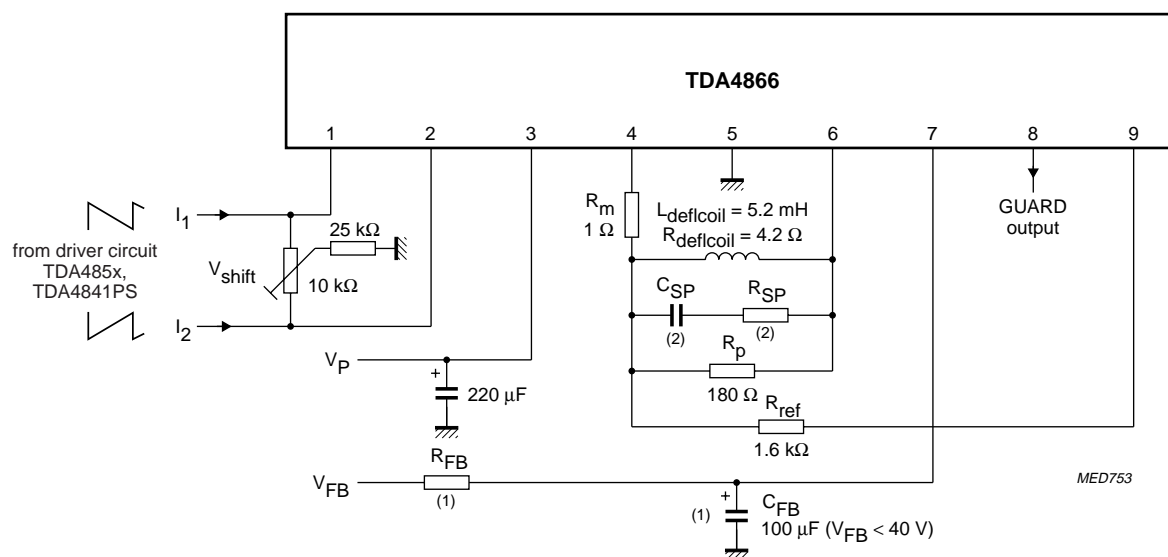 TDA4866
1 2 3 4 5 6 7 8 9
I1
25 kΩ
from driver circuit
TDA485x,
TDA4841PS
Vshift
10 kΩ
I2
VP
+
220 μF
Rm
1 Ω
Ldeflcoil = 5.2 mH
Rdeflcoil = 4.2 Ω
CSP
(2)
RSP
(2)
Rp
180 Ω
Rref
1.6 kΩ
GUARD
output
VFB
RFB
(1)
+
(1)
CFB
100 μF (VFB < 40 V)
MED753